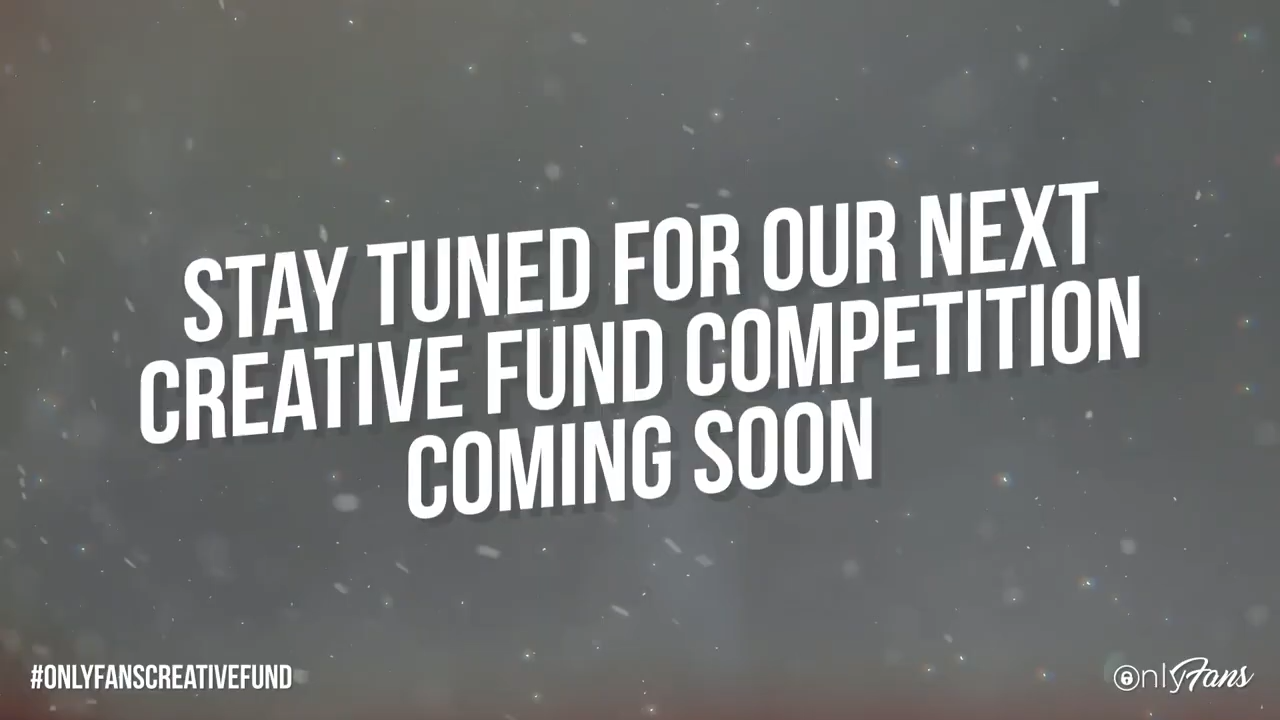 STAY TUNED FOR OUR NEXT
CREATIVE FUND COMPETITION
COMING SOON
#ONLYFANSCREATIVEFUND
OnlyFans